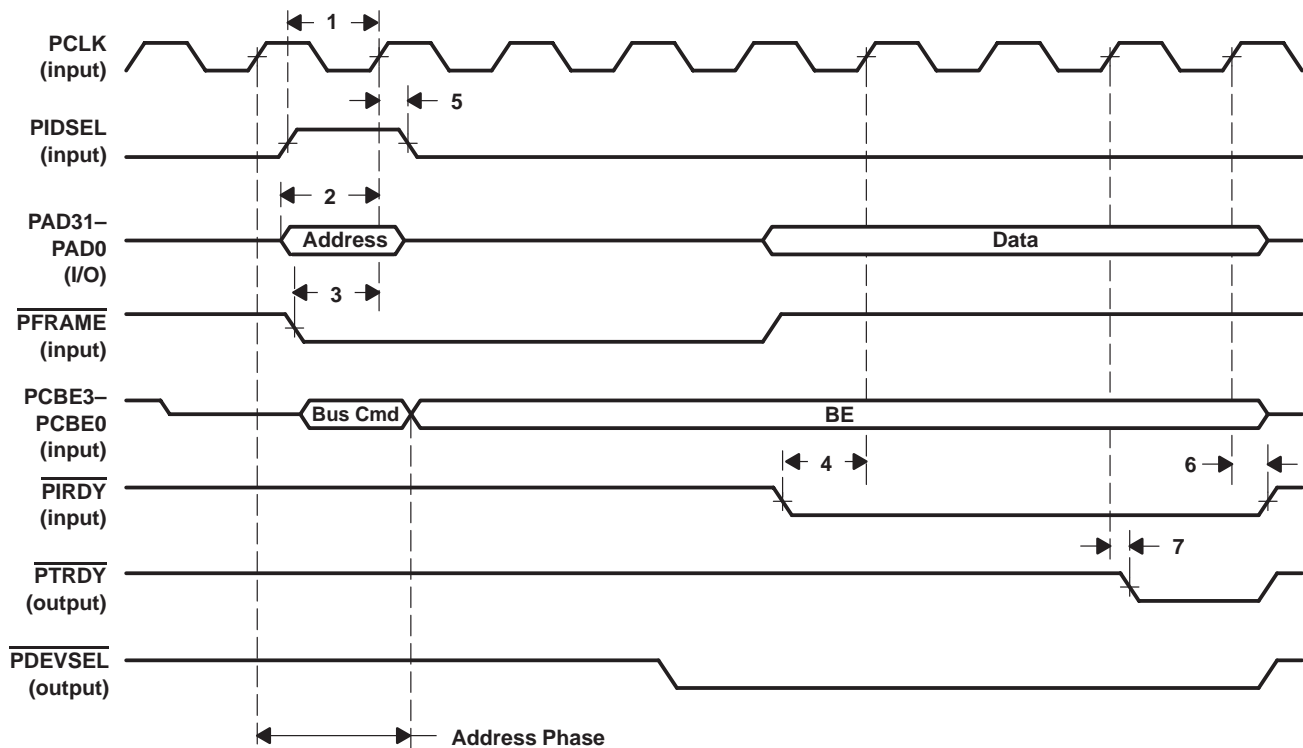 1
PCLK
(input)
5
PIDSEL
(input)
2
PAD31–
PAD0
(I/O)
Address
Data
3
PFRAME
(input)
PCBE3–
PCBE0
(input)
Bus Cmd
BE
4
6
PIRDY
(input)
7
PTRDY
(output)
PDEVSEL
(output)
Address Phase